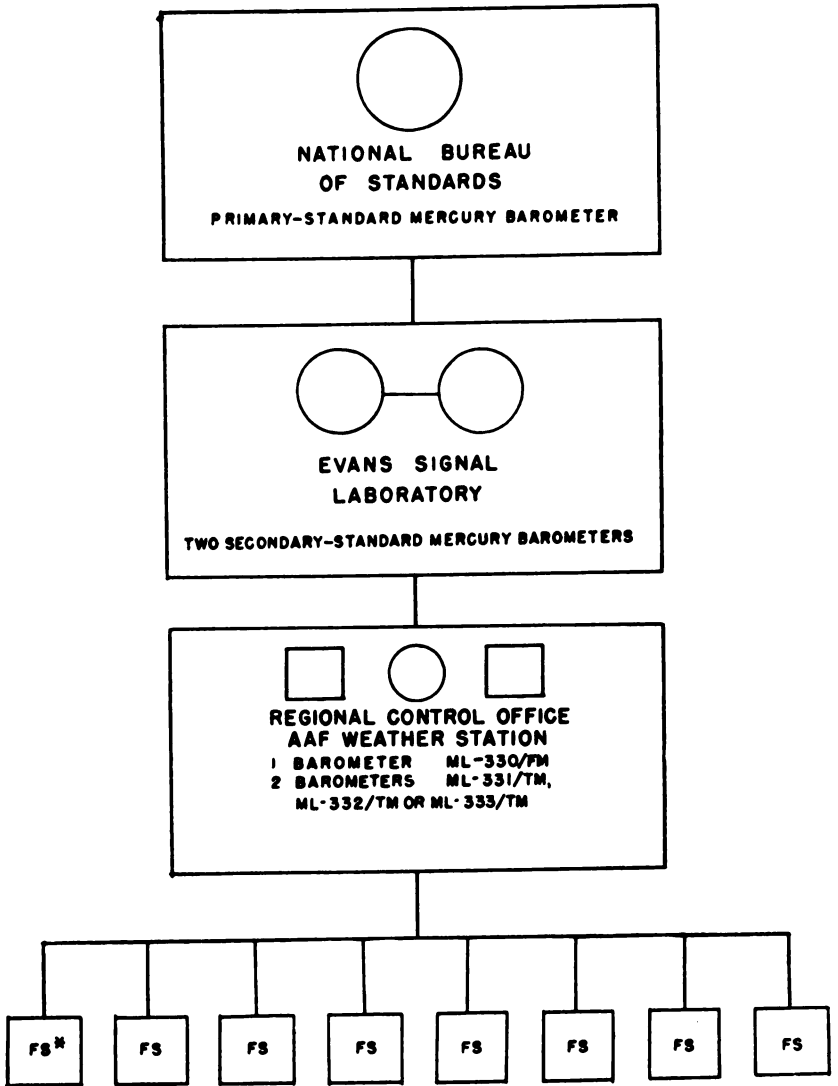 NATIONAL BUREAU
OF STANDARDS
PRIMARY-STANDARD MERCURY BAROMETER
EVANS SIGNAL
LABORATORY
TWO SECONDARY-STANDARD MERCURY BAROMETERS
REGIONAL CONTROL OFFICE
AAF WEATHER STATION
1 BAROMETER ML-330/FM
2 BAROMETERS ML-331/TM,
ML-332/TM OR ML-333/TM
FS* FS FS FS FS FS FS FS